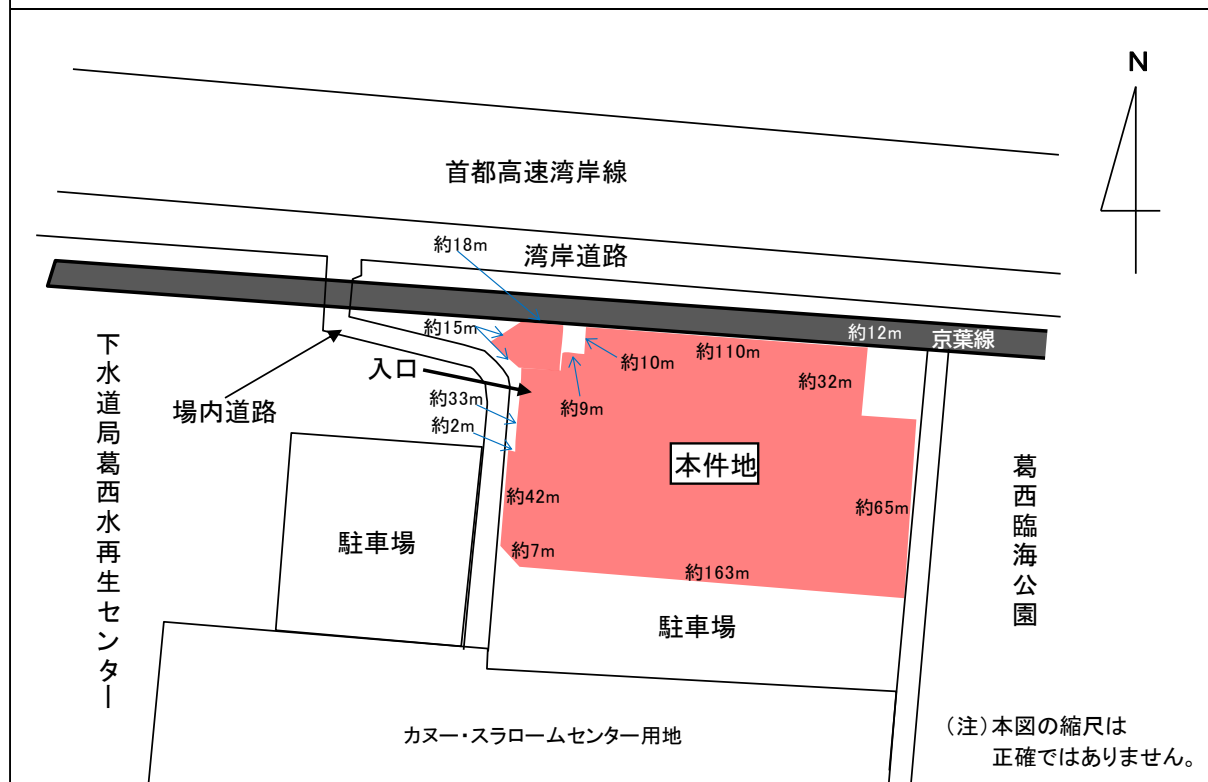 N
首都高速湾岸線
湾岸道路
約18m
約12m
京葉線
約15m
約110m
約10m
入口
約32m
場内道路
約33m
約9m
約2m
本件地
下水道局葛西水再生センター
葛西臨海公園
約42m
約65m
駐車場
約7m
約163m
駐車場
カヌー・スラロームセンター用地
（注）本図の縮尺は
正確ではありません。